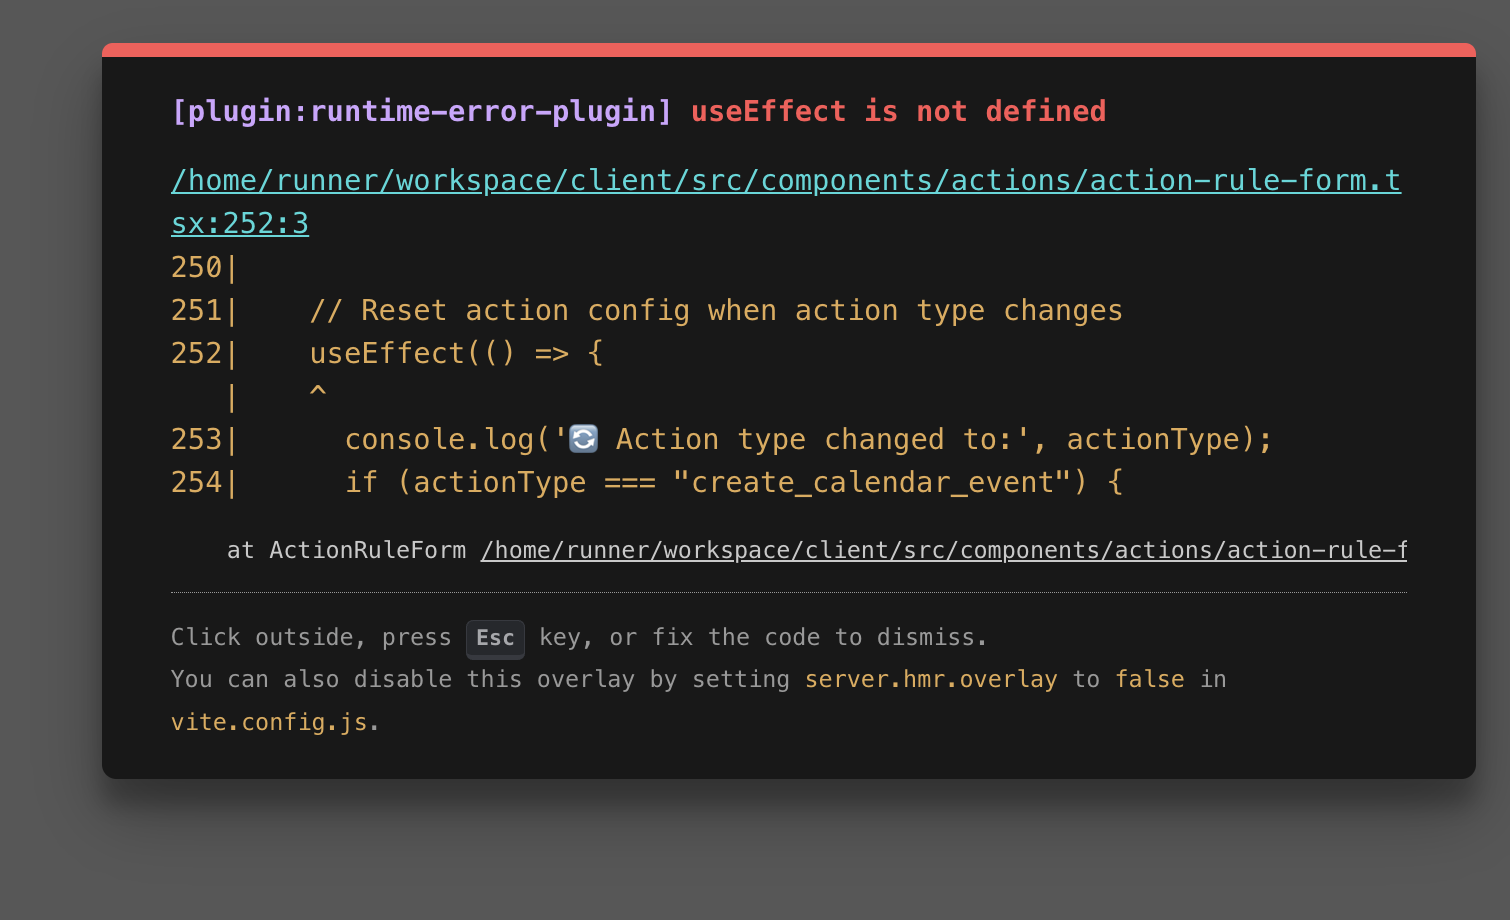 [plugin:runtime-error-plugin] useEffect is not defined
/home/runner/workspace/client/src/components/actions/action-rule-form.t
sx:252:3
250|
251|    // Reset action config when action type changes
252|    useEffect(() => {
   |    ^
253|      console.log('🔄 Action type changed to:', actionType);
254|      if (actionType === "create_calendar_event") {
at ActionRuleForm /home/runner/workspace/client/src/components/actions/action-rule-f
Click outside, press Esc key, or fix the code to dismiss.
You can also disable this overlay by setting server.hmr.overlay to false in
vite.config.js.